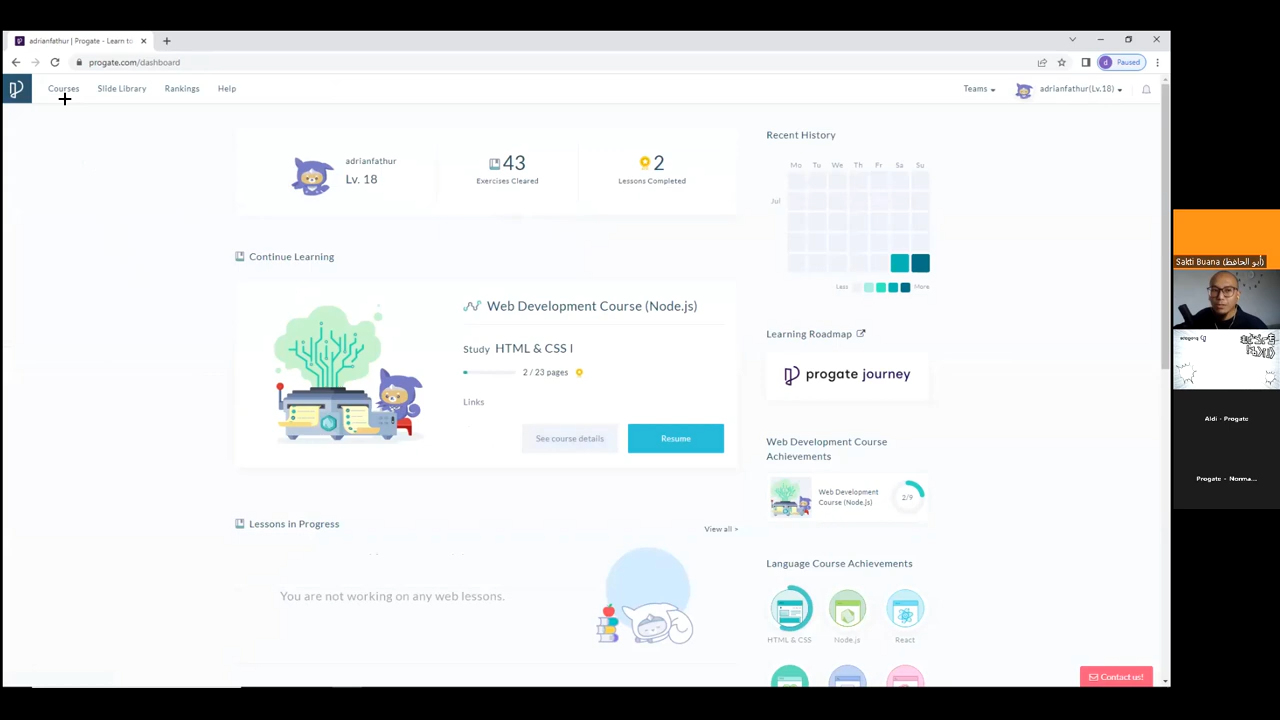 adrianfathur | Progate - Learn to
progate.com/dashboard
d Paused
Courses Slide Library Rankings Help Teams adrianfathur(Lv.18)
adrianfathur
Lv. 18
43
Exercises Cleared
2
Lessons Completed
Recent History
Mo Tu We Th Fr Sa Su
Jul
Less More
Continue Learning
Web Development Course (Node.js)
Study HTML & CSS I
2 / 23 pages
Links
See course details Resume
Learning Roadmap
progate journey
Web Development Course
Achievements
Web Development
Course (Node.js)
2/9
Lessons in Progress View all >
You are not working on any web lessons.
Language Course Achievements
HTML & CSS Node.js React
Contact us!
Sakti Buana (أبو الحافظ)
Aldi - Progate
Progate - Norma...